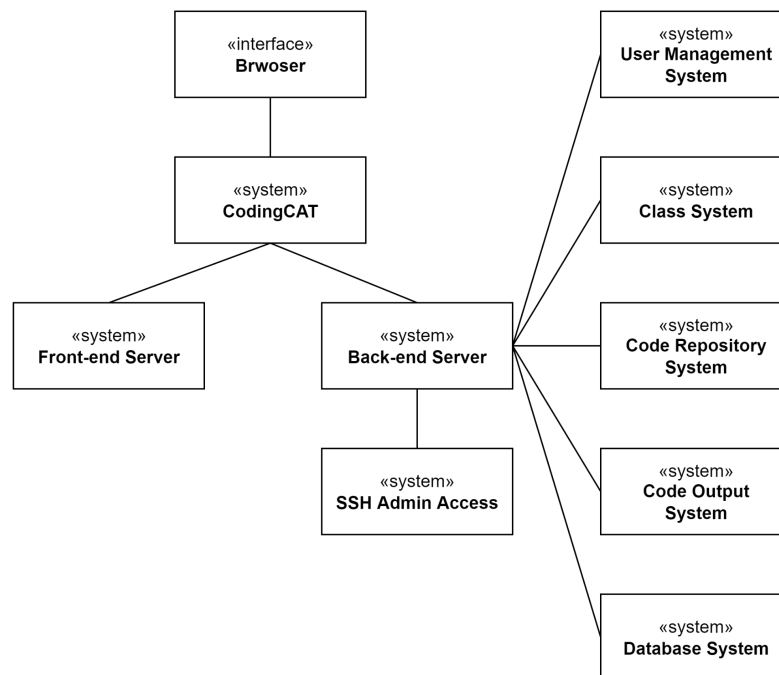 «interface»
Brwoser
«system»
User Management
System
«system»
CodingCAT
«system»
Class System
«system»
Front-end Server
«system»
Back-end Server
«system»
Code Repository
System
«system»
SSH Admin Access
«system»
Code Output
System
«system»
Database System